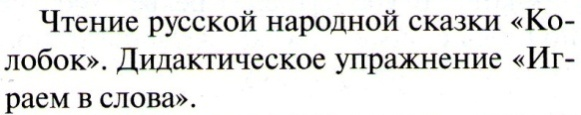 Чтение русской народной сказки «Ко-
лобок». Дидактическое упражнение «Иг-
раем в слова».